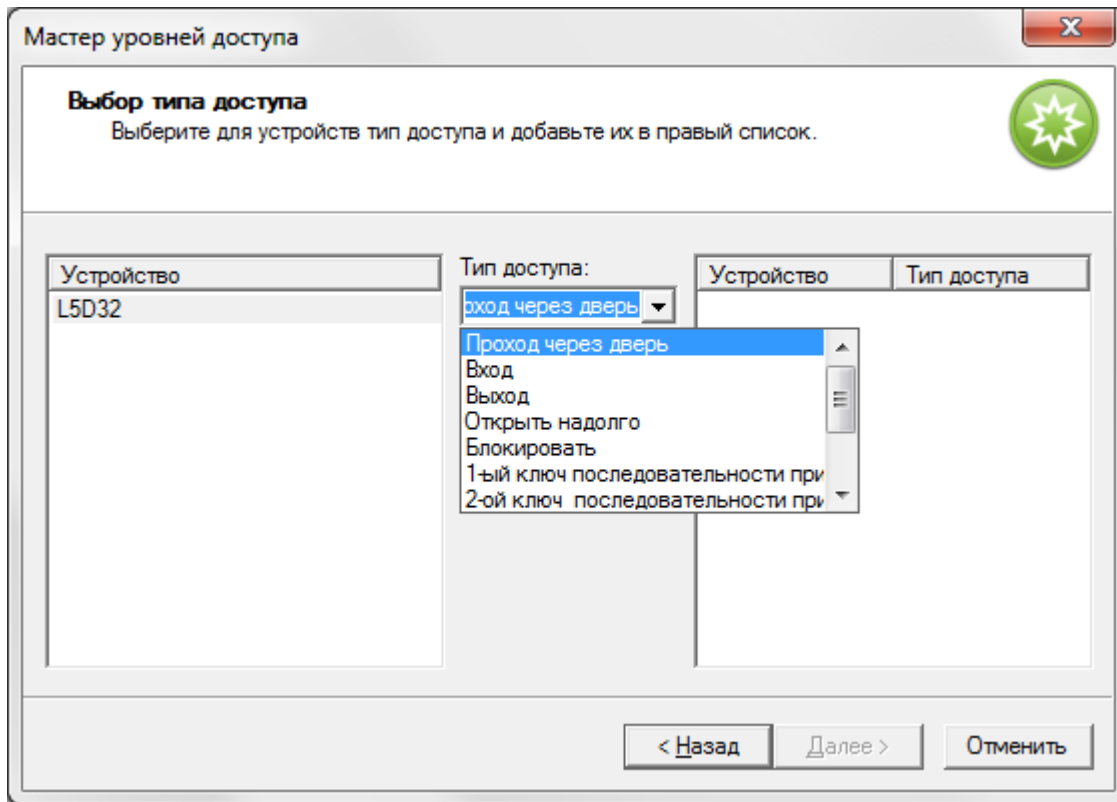 Мастер уровней доступа
Выбор типа доступа
Выберите для устройств тип доступа и добавьте их в правый список.
Устройство
L5D32
Тип доступа:
оход через дверь
Проход через дверь
Вход
Выход
Открыть надолго
Блокировать
1-ый ключ последовательности при
2-ой ключ последовательности при
Устройство Тип доступа
< Назад Далее > Отменить